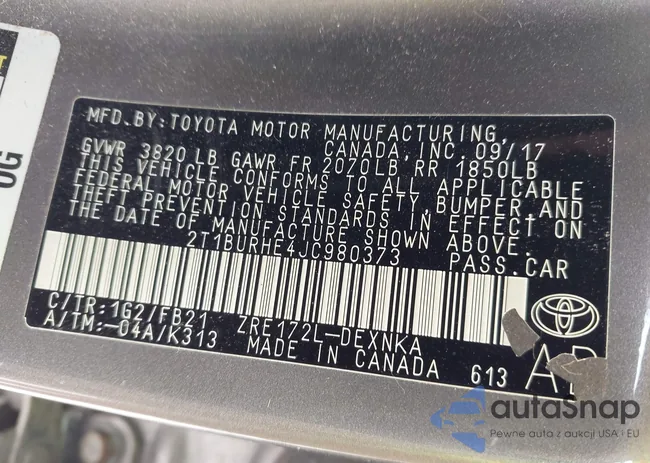 MFD. BY: TOYOTA MOTOR MANUFACTURING
CANADA, INC. 09/17
GVWR 3820 LB GAWR FR 2070LB RR 1850LB
THIS VEHICLE CONFORMS TO ALL APPLICABLE
FEDERAL MOTOR VEHICLE SAFETY, BUMPER, AND
THEFT PREVENTION STANDARDS IN EFFECT ON
THE DATE OF MANUFACTURE SHOWN ABOVE.
2T1BURHE4JC980373 PASS. CAR
C/TR: 1G2/FB21 ZRE172L-DEXNKA
A/TM: -04A/K313 MADE IN CANADA 613
OG
autosnap
Pewne auta z aukcji USA i EU